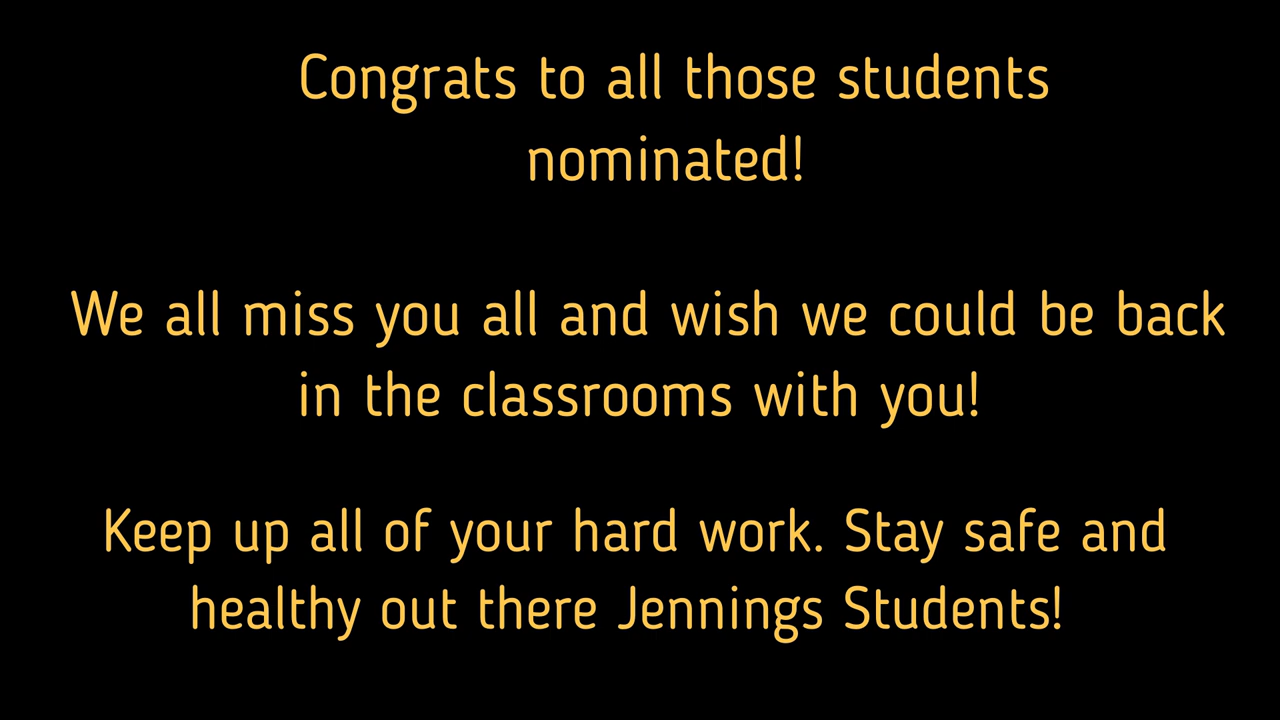 Congrats to all those students
nominated!
We all miss you all and wish we could be back
in the classrooms with you!
Keep up all of your hard work. Stay safe and
healthy out there Jennings Students!